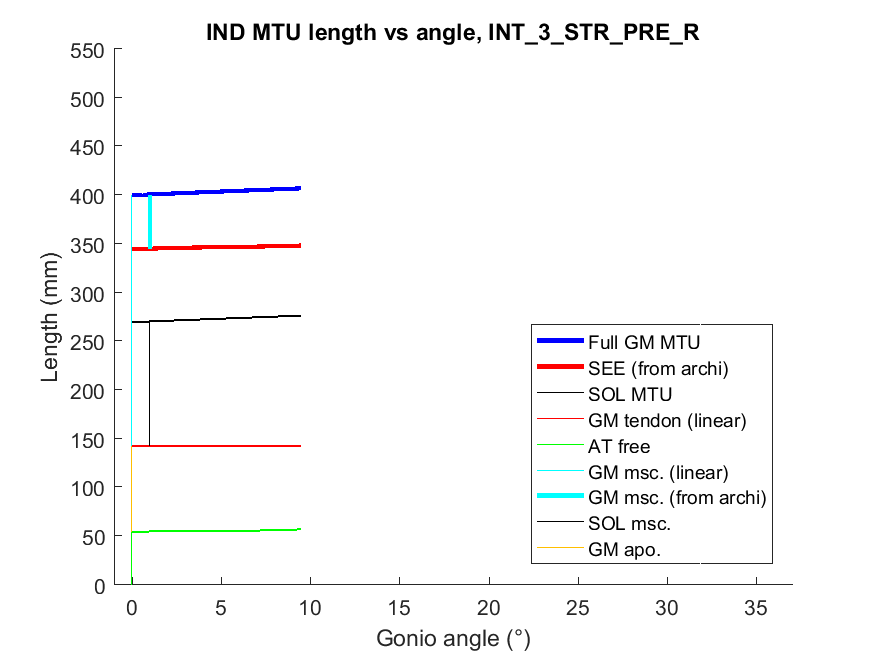 IND MTU length vs angle, INT_3_STR_PRE_R
550
500
450
400
350
300
250
200
150
100
50
0
Length (mm)
Full GM MTU
SEE (from archi)
SOL MTU
GM tendon (linear)
AT free
GM msc. (linear)
GM msc. (from archi)
SOL msc.
GM apo.
0 5 10 15 20 25 30 35
Gonio angle (°)